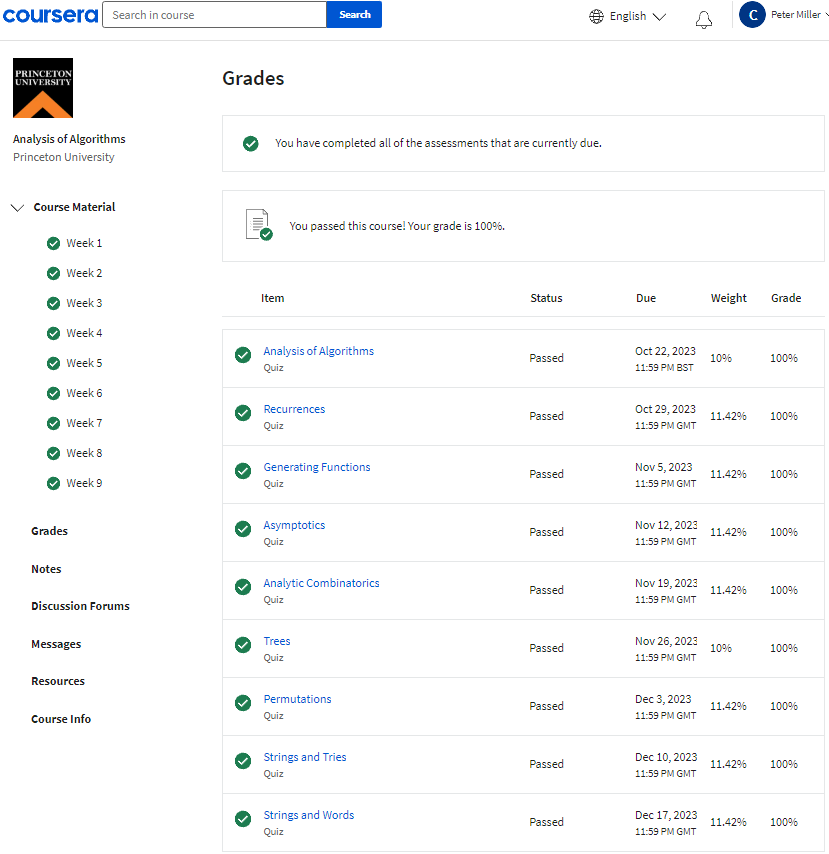 coursera
Search in course
Search
English
C
Peter Miller
PRINCETON
UNIVERSITY
Analysis of Algorithms
Princeton University
Course Material
Week 1
Week 2
Week 3
Week 4
Week 5
Week 6
Week 7
Week 8
Week 9
Grades
Notes
Discussion Forums
Messages
Resources
Course Info
Grades
You have completed all of the assessments that are currently due.
You passed this course! Your grade is 100%.
Item Status Due Weight Grade
Analysis of Algorithms
Quiz
Passed
Oct 22, 2023
11:59 PM BST
10%
100%
Recurrences
Quiz
Passed
Oct 29, 2023
11:59 PM GMT
11.42%
100%
Generating Functions
Quiz
Passed
Nov 5, 2023
11:59 PM GMT
11.42%
100%
Asymptotics
Quiz
Passed
Nov 12, 2023
11:59 PM GMT
11.42%
100%
Analytic Combinatorics
Quiz
Passed
Nov 19, 2023
11:59 PM GMT
11.42%
100%
Trees
Quiz
Passed
Nov 26, 2023
11:59 PM GMT
10%
100%
Permutations
Quiz
Passed
Dec 3, 2023
11:59 PM GMT
11.42%
100%
Strings and Tries
Quiz
Passed
Dec 10, 2023
11:59 PM GMT
11.42%
100%
Strings and Words
Quiz
Passed
Dec 17, 2023
11:59 PM GMT
11.42%
100%